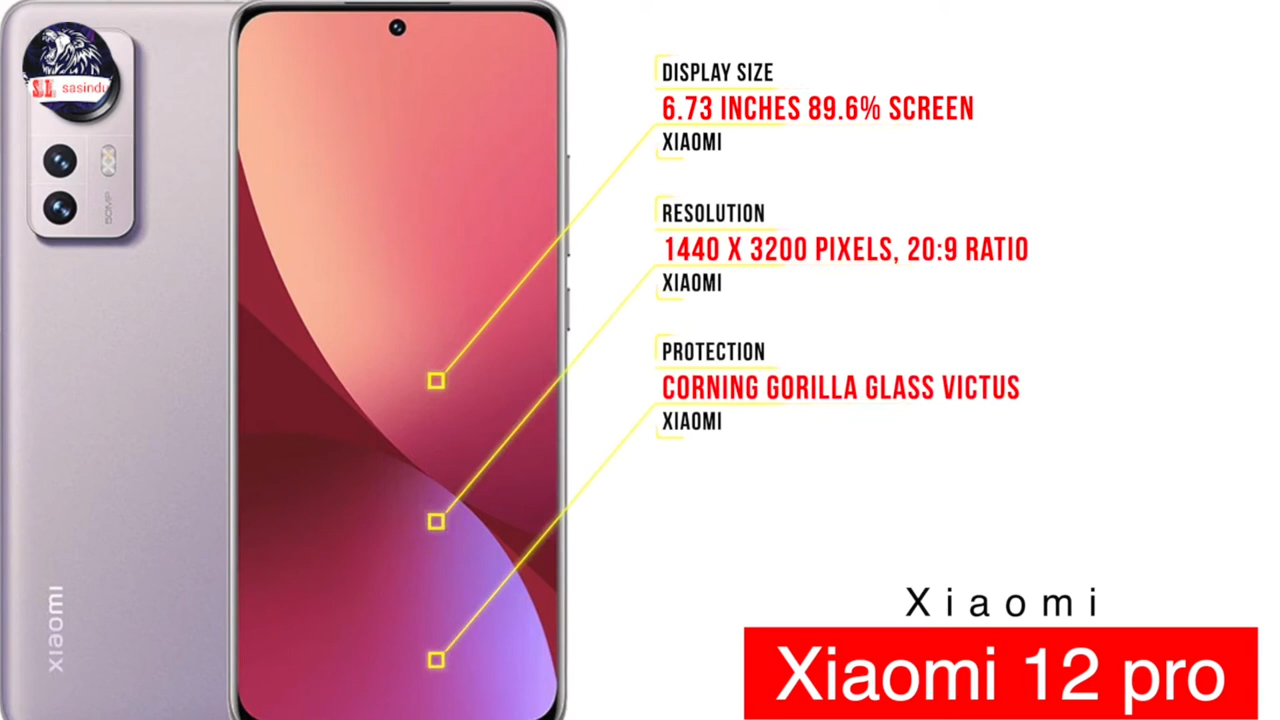 SL sasindu
50MP
xiaomi
DISPLAY SIZE
6.73 INCHES 89.6% SCREEN
XIAOMI
RESOLUTION
1440 X 3200 PIXELS, 20:9 RATIO
XIAOMI
PROTECTION
CORNING GORILLA GLASS VICTUS
XIAOMI
Xiaomi
Xiaomi 12 pro